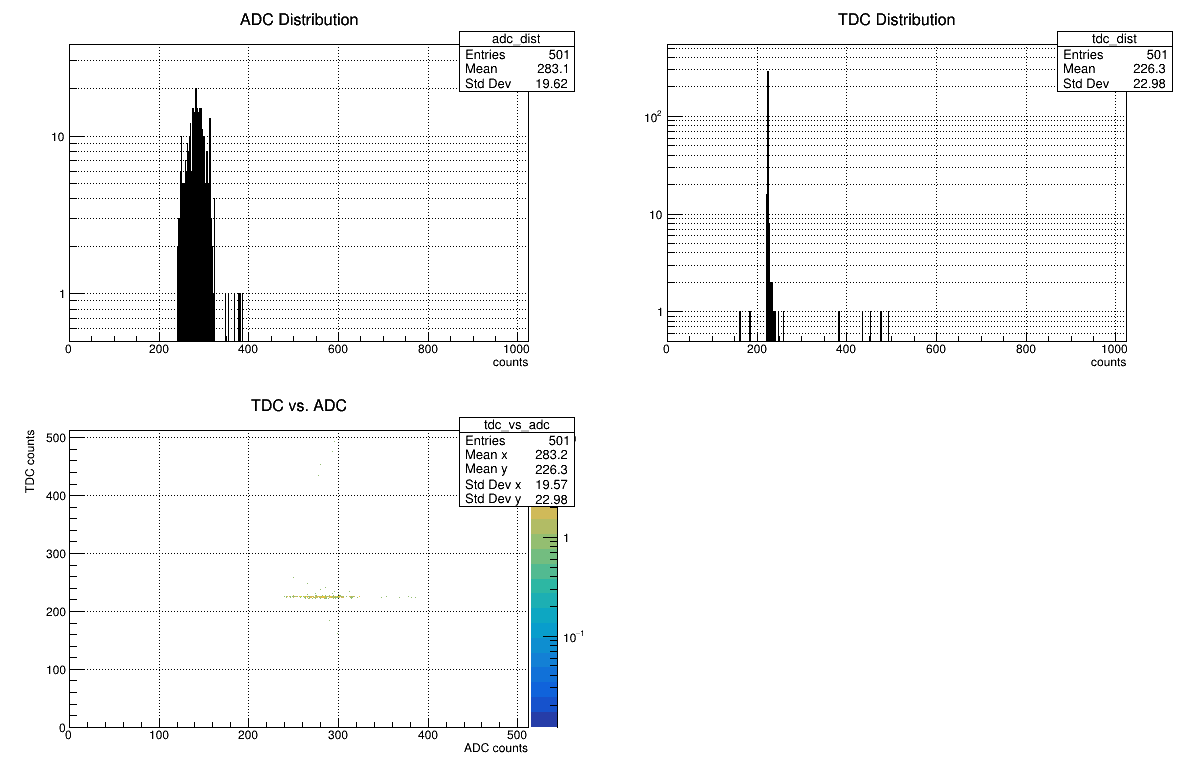 ADC Distribution
adc_dist
Entries 501
Mean 283.1
Std Dev 19.62
10
1
0 200 400 600 800 1000
counts
TDC Distribution
tdc_dist
Entries 501
Mean 226.3
Std Dev 22.98
10²
10
1
0 200 400 600 800 1000
counts
TDC vs. ADC
tdc_vs_adc
Entries 501
Mean x 283.2
Mean y 226.3
Std Dev x 19.57
Std Dev y 22.98
TDC counts
500
400
300
200
100
0
0 100 200 300 400 500
ADC counts
1
10⁻¹